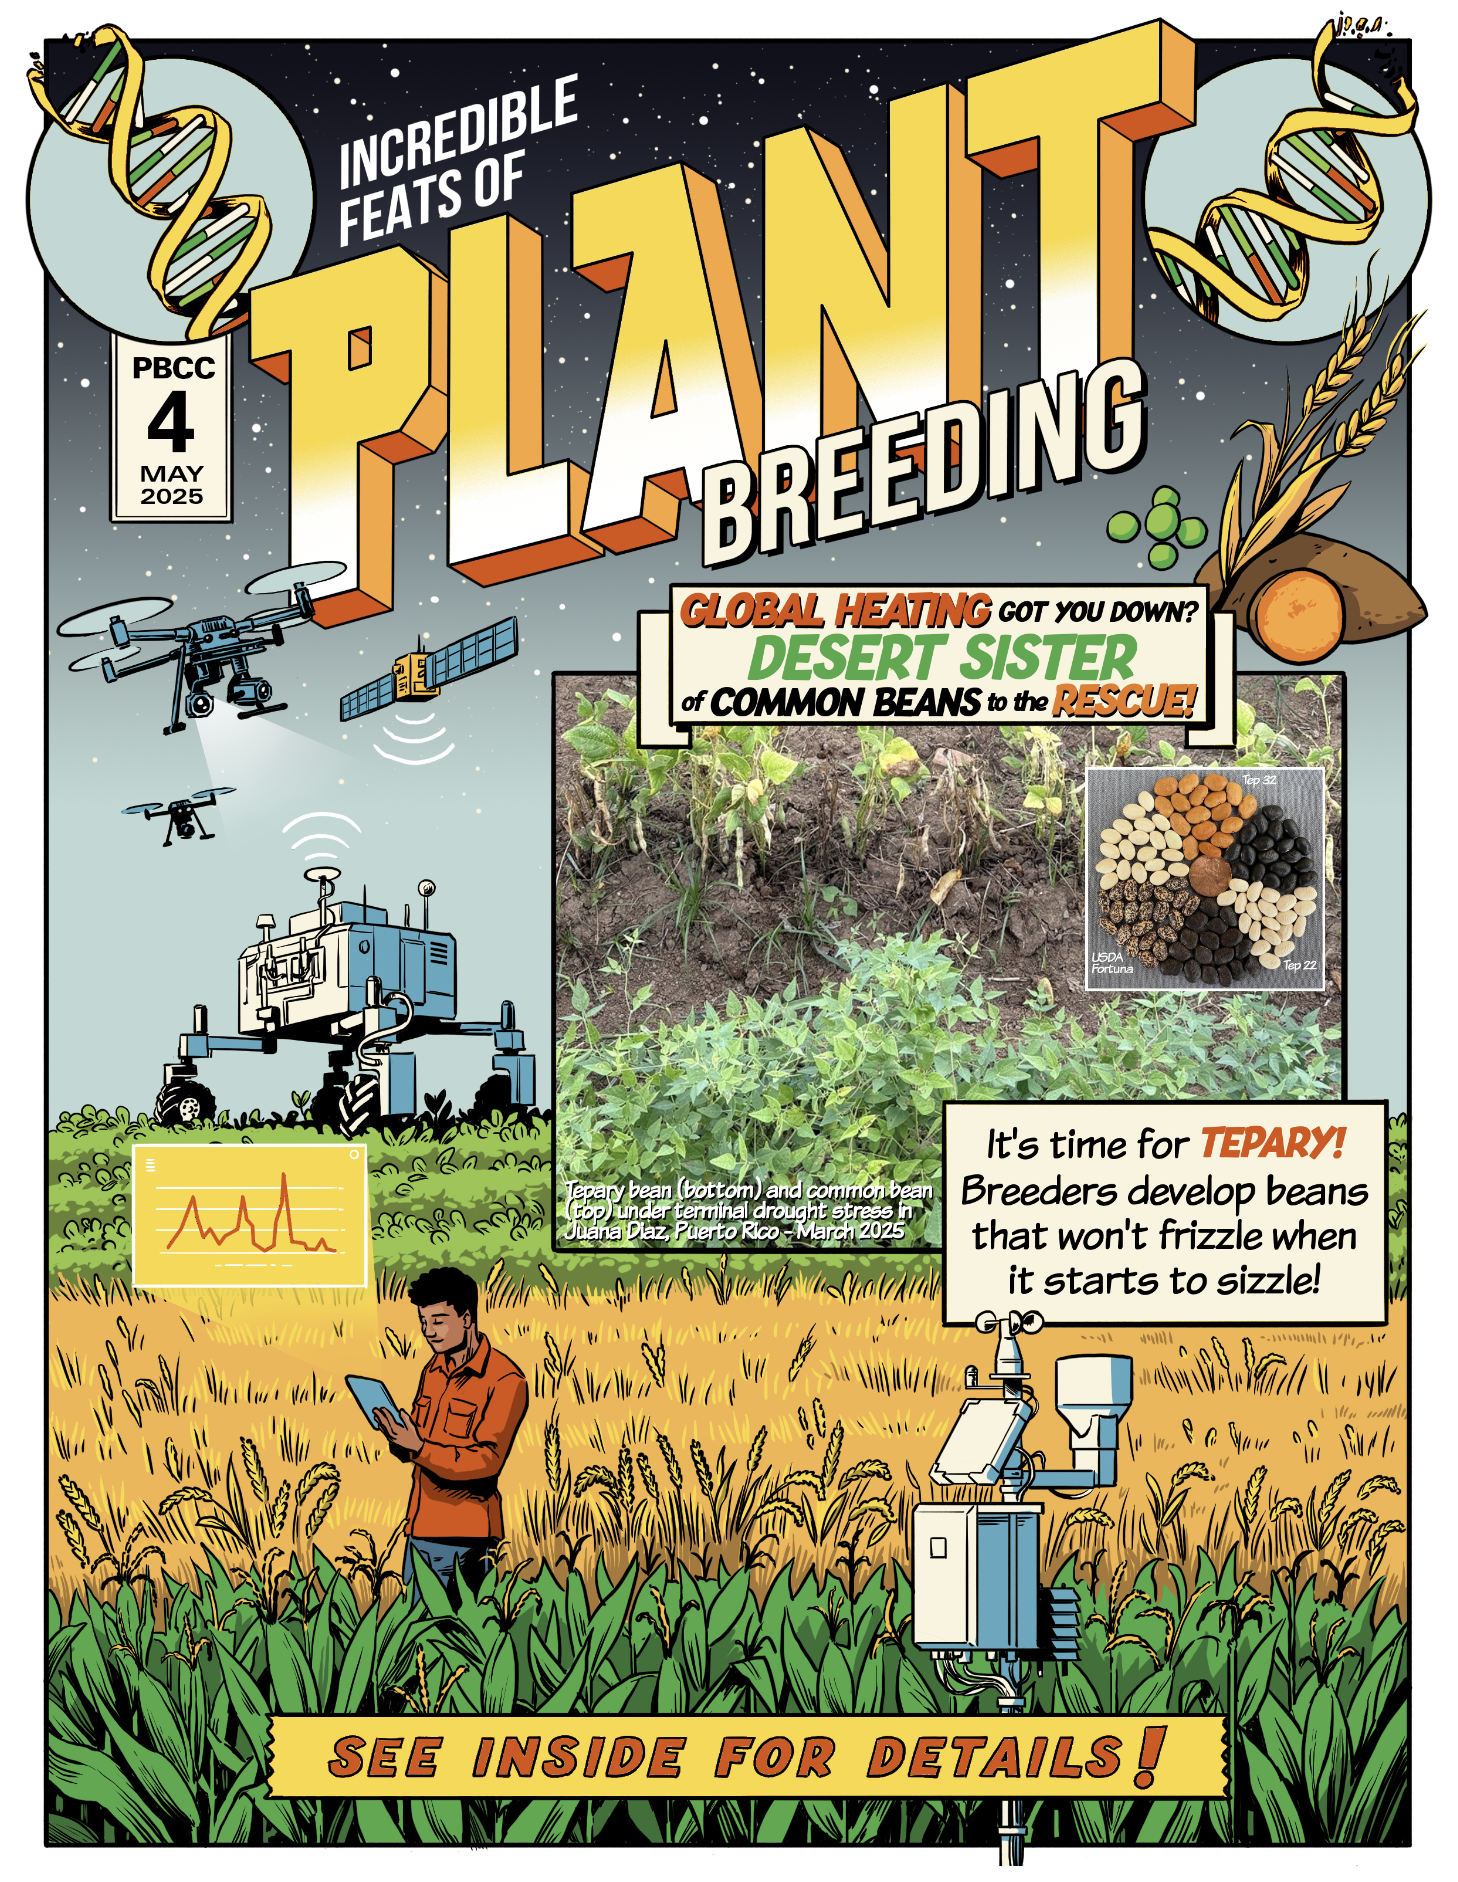 INCREDIBLE
FEATS OF
PLANT
BREEDING
PBCC
4
MAY
2025
GLOBAL HEATING GOT YOU DOWN?
DESERT SISTER
of COMMON BEANS to the RESCUE!
Tep 32
USDA
Fortuna
Tep 22
Tepary bean (bottom) and common bean
(top) under terminal drought stress in
Juana Diaz, Puerto Rico - March 2025
It's time for TEPARY!
Breeders develop beans
that won't frizzle when
it starts to sizzle!
SEE INSIDE FOR DETAILS!